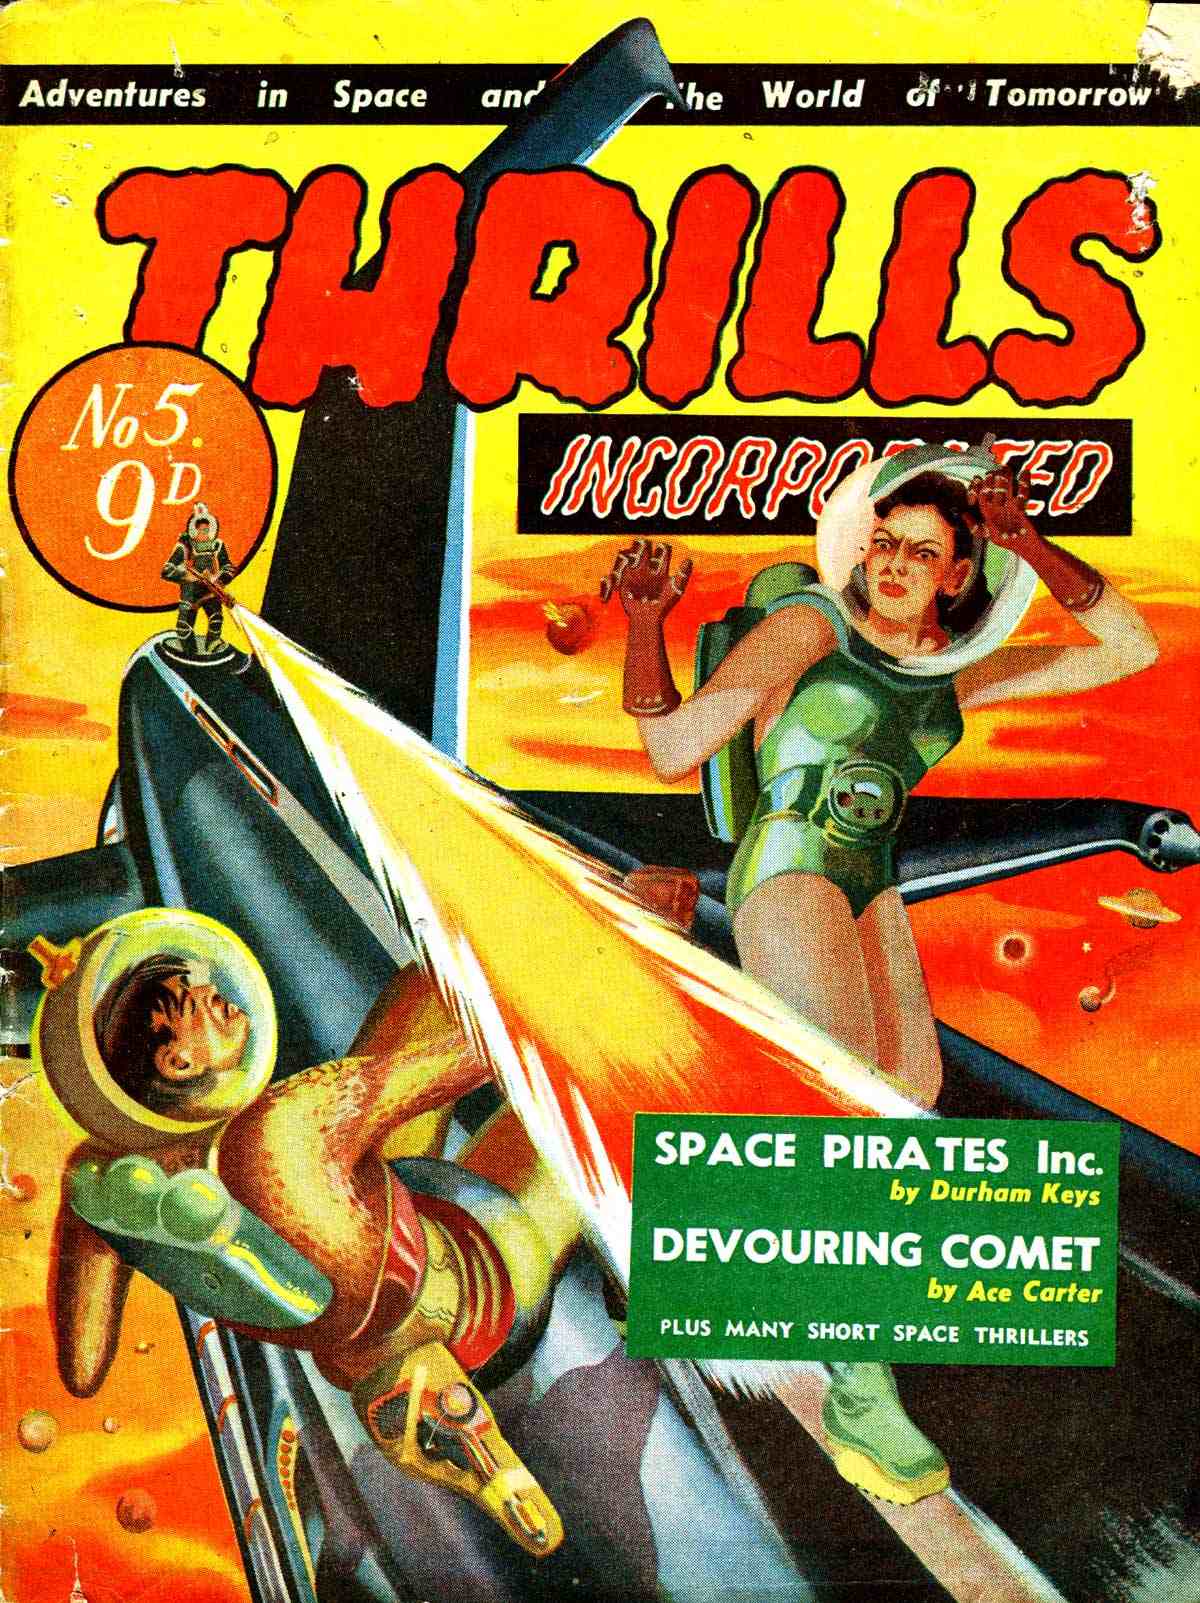 Adventures in Space and The World of Tomorrow
THRILLS
INCORPORATED
No 5.
9D
SPACE PIRATES Inc.
by Durham Keys
DEVOURING COMET
by Ace Carter
PLUS MANY SHORT SPACE THRILLERS